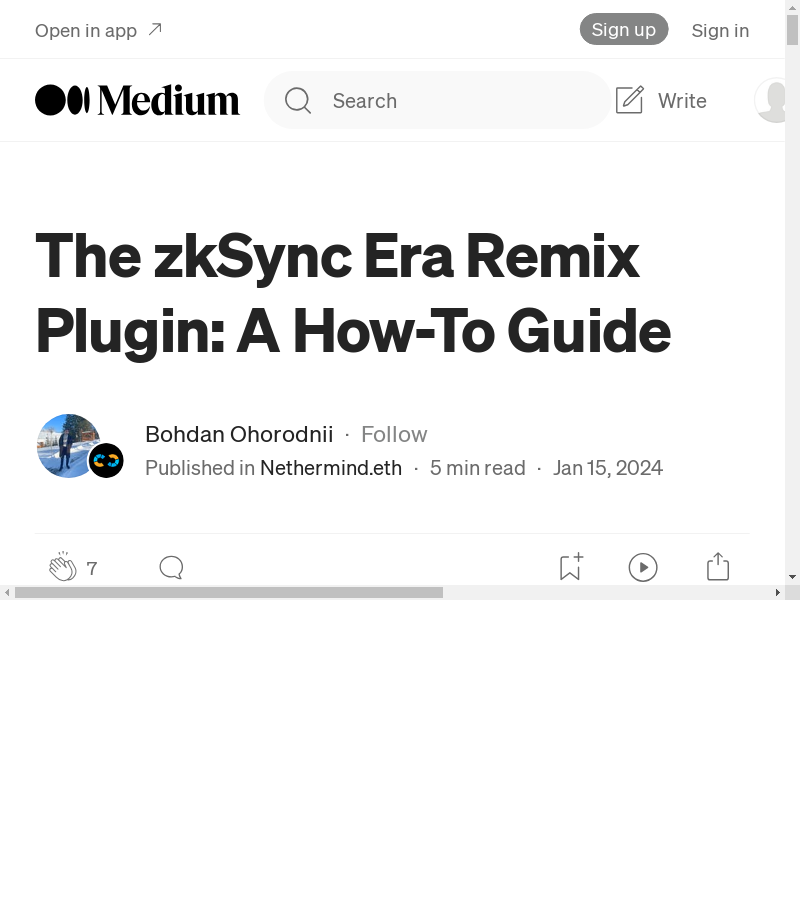 Open in app
Sign up
Sign in
Medium
Search
Write
The zkSync Era Remix
Plugin: A How-To Guide
Bohdan Ohorodnii · Follow
Published in Nethermind.eth · 5 min read · Jan 15, 2024
7